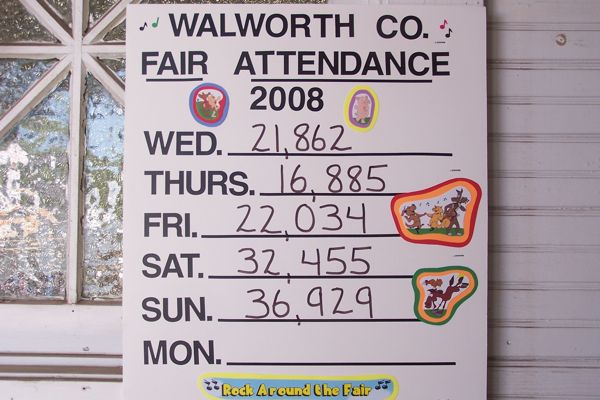 WALWORTH CO.
FAIR ATTENDANCE
2008
WED. 21,862
THURS. 16,885
FRI. 22,034
SAT. 32,455
SUN. 36,929
MON.
Rock Around the Fair